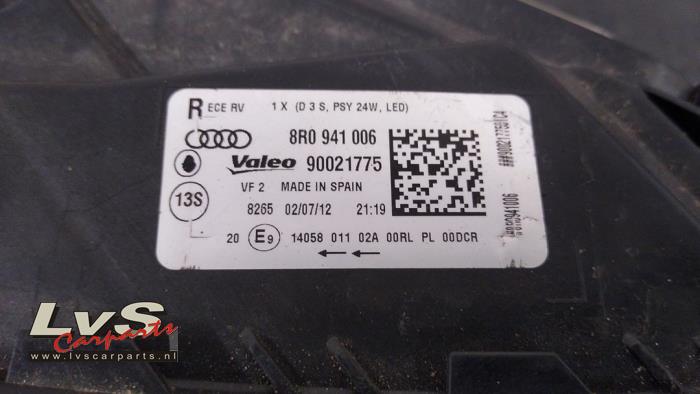 R ECE RV 1 X (D 3 S, PSY 24W, LED)
8R0 941 006
Valeo 90021775
VF 2 MADE IN SPAIN
13S
8265 02/07/12 21:19
20 E9 14058 011 02A 00RL PL 00DCR
LvS
Carparts
www.lvscarparts.nl